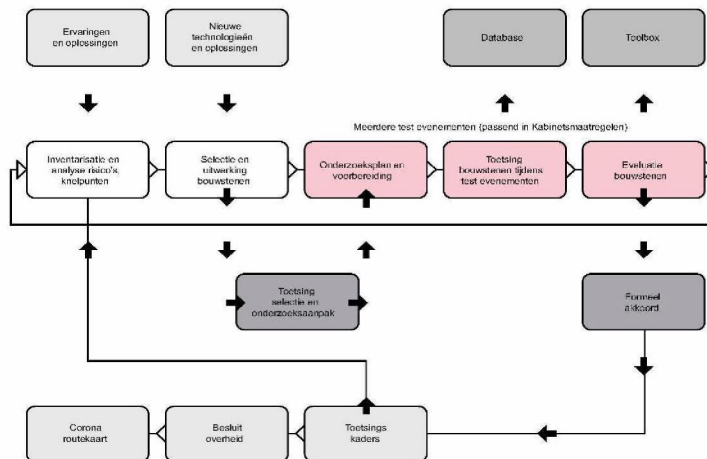 Ervaringen
en oplossingen
Nieuwe
technologieën
en oplossingen
Database
Toolbox
Meerdere test evenementen (passend in Kabinetsmaatregelen)
Inventarisatie en
analyse risico's,
knelpunten
Selectie en
uitwerking
bouwstenen
Onderzoeksplan en
voorbereiding
Toetsing
bouwstenen tijdens
test evenementen
Evaluatie
bouwstenen
Toetsing
selectie en
onderzoeksaanpak
Formeel
akkoord
Corona
routekaart
Besluit
overheid
Toetsings
kaders